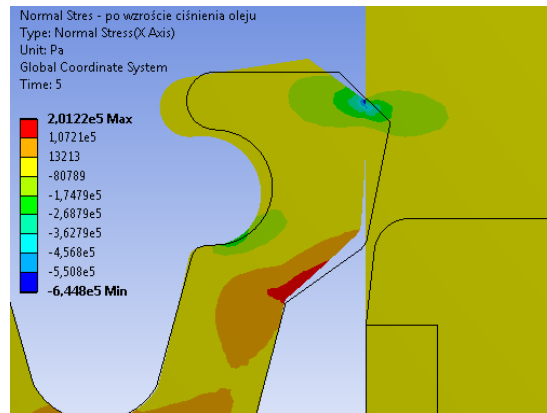 Normal Stres - po wzroście ciśnienia oleju
Type: Normal Stress(X Axis)
Unit: Pa
Global Coordinate System
Time: 5
2,0122e5 Max
1,0721e5
13213
-80789
-1,7479e5
-2,6879e5
-3,6279e5
-4,568e5
-5,508e5
-6,448e5 Min